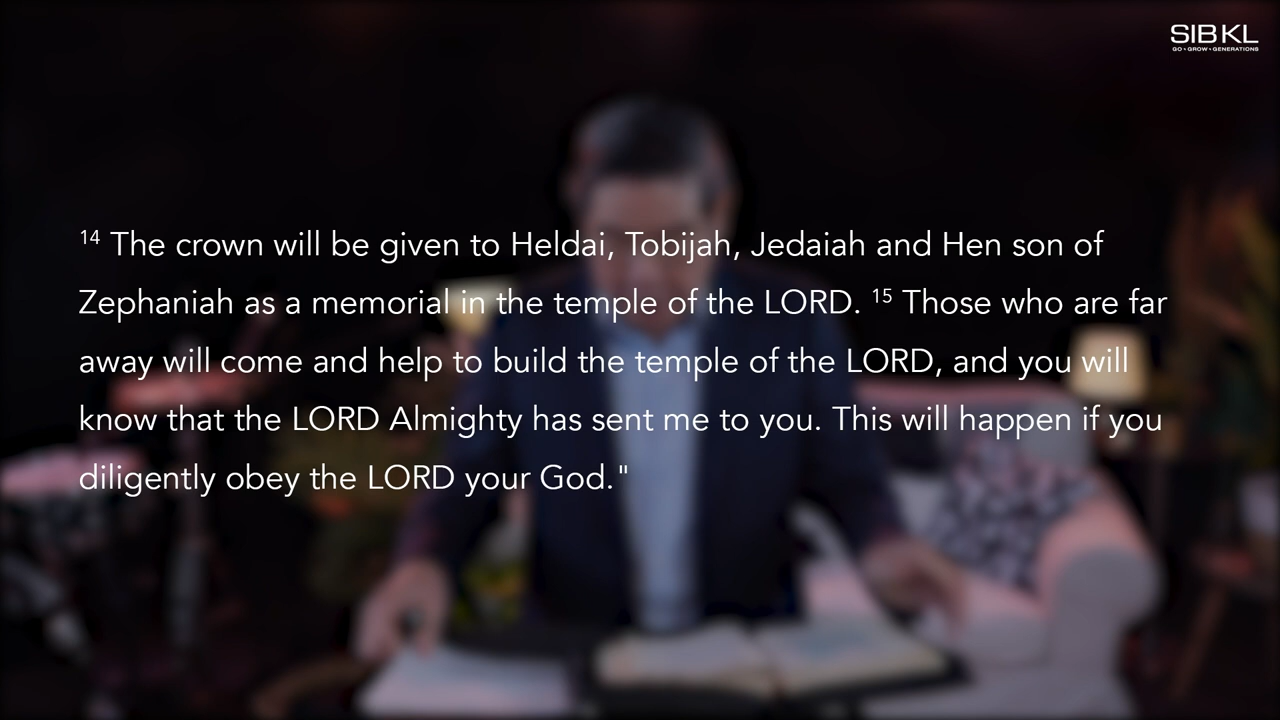 SIBKL
GO • GROW • GENERATIONS
14 The crown will be given to Heldai, Tobijah, Jedaiah and Hen son of
Zephaniah as a memorial in the temple of the LORD. 15 Those who are far
away will come and help to build the temple of the LORD, and you will
know that the LORD Almighty has sent me to you. This will happen if you
diligently obey the LORD your God."